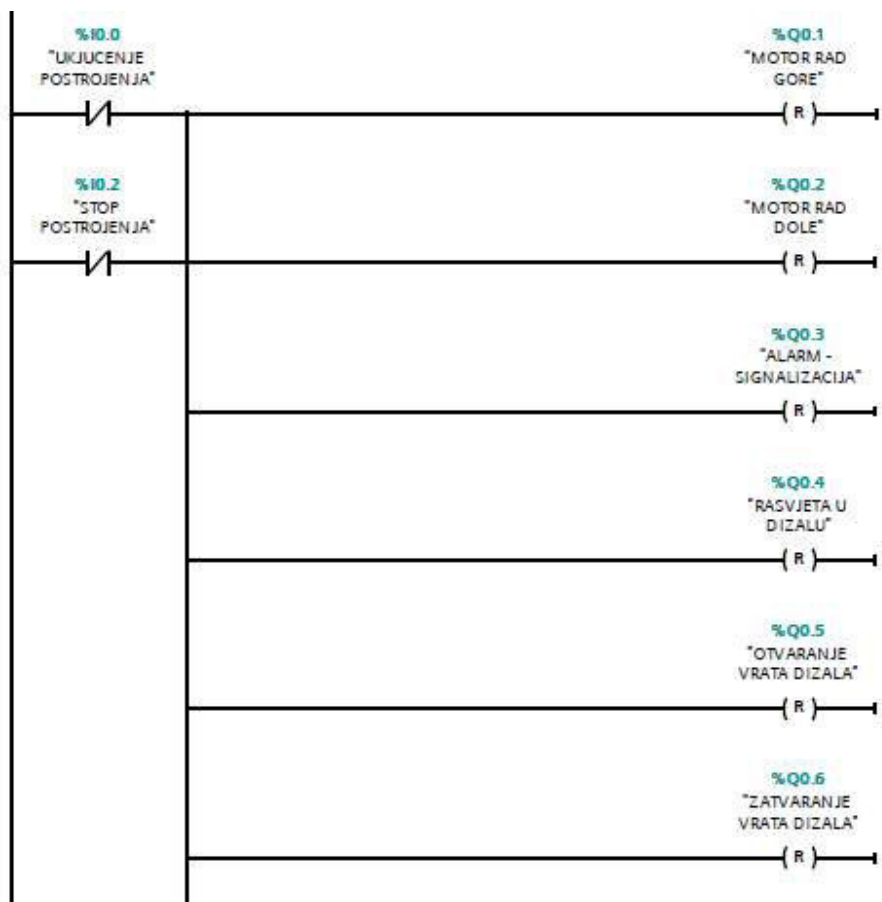 %I0.0
"UKJUCENJE
POSTROJENJA"
%Q0.1
"MOTOR RAD
GORE"
( R )
%I0.2
"STOP
POSTROJENJA"
%Q0.2
"MOTOR RAD
DOLE"
( R )
%Q0.3
"ALARM -
SIGNALIZACIJA"
( R )
%Q0.4
"RASVJETA U
DIZALU"
( R )
%Q0.5
"OTVARANJE
VRATA DIZALA"
( R )
%Q0.6
"ZATVARANJE
VRATA DIZALA"
( R )